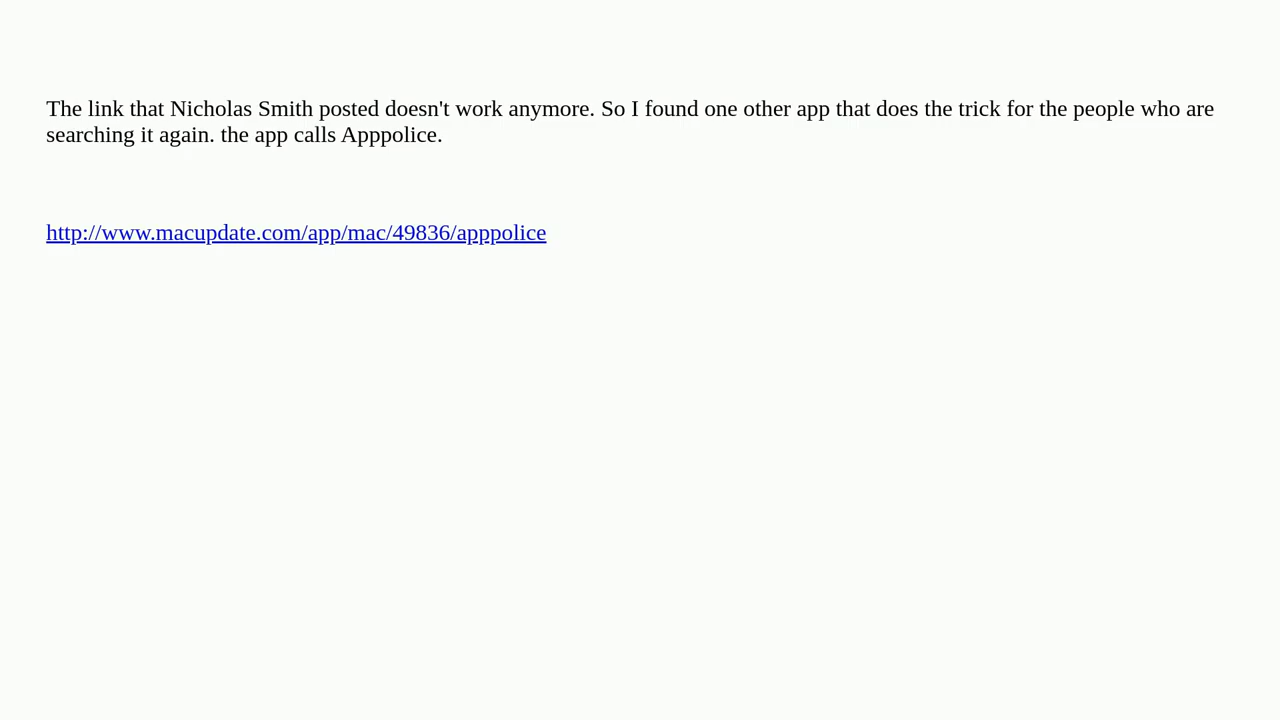 The link that Nicholas Smith posted doesn't work anymore. So I found one other app that does the trick for the people who are
searching it again. the app calls Apppolice.
http://www.macupdate.com/app/mac/49836/apppolice